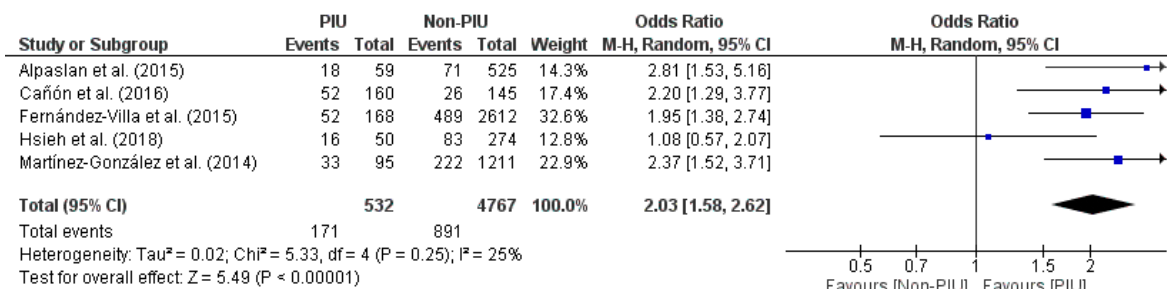 PIU Non-PIU Odds Ratio Odds Ratio
Study or Subgroup Events Total Events Total Weight M-H, Random, 95% CI M-H, Random, 95% CI
Alpaslan et al. (2015) 18 59 71 525 14.3% 2.81 [1.53, 5.16]
Cañón et al. (2016) 52 160 26 145 17.4% 2.20 [1.29, 3.77]
Fernández-Villa et al. (2015) 52 168 489 2612 32.6% 1.95 [1.38, 2.74]
Hsieh et al. (2018) 16 50 83 274 12.8% 1.08 [0.57, 2.07]
Martínez-González et al. (2014) 33 95 222 1211 22.9% 2.37 [1.52, 3.71]
Total (95% CI) 532 4767 100.0% 2.03 [1.58, 2.62]
Total events 171 891
Heterogeneity: Tau² = 0.02; Chi² = 5.33, df = 4 (P = 0.25); I² = 25%
Test for overall effect: Z = 5.49 (P < 0.00001)
0.5 0.7 1 1.5 2
Favours [Non-PIU] Favours [PIU]